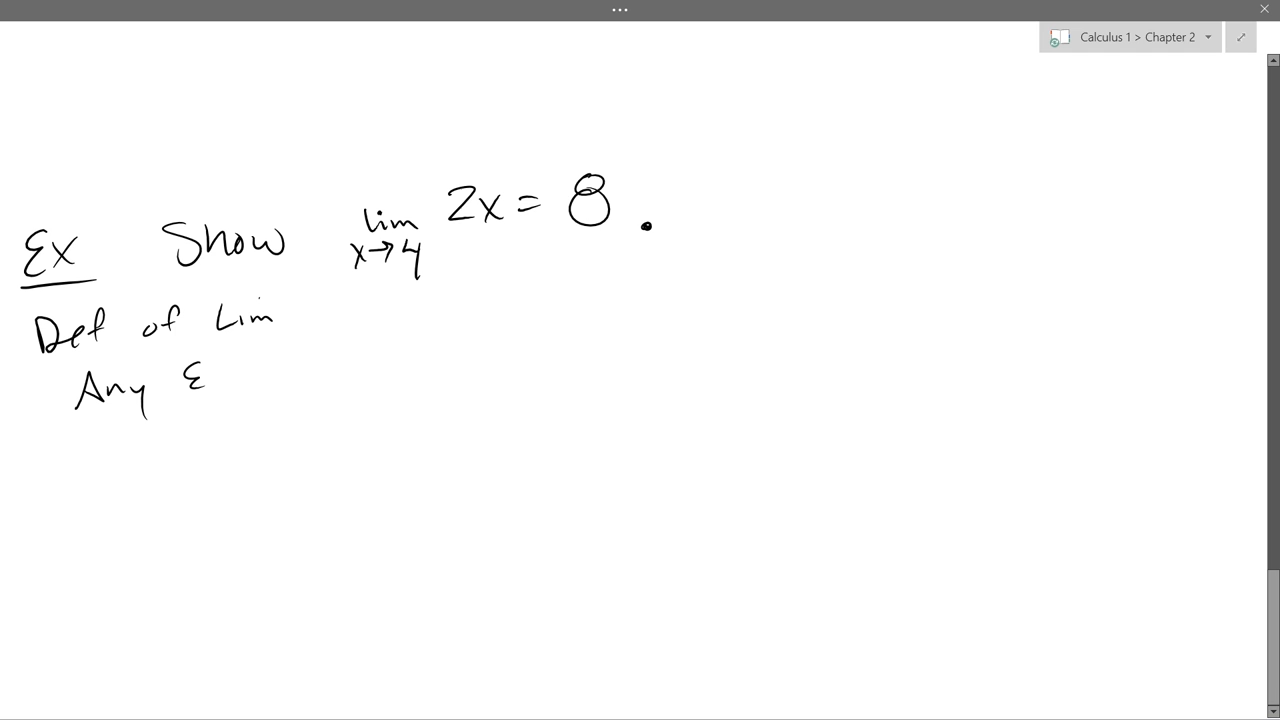 ...
Calculus 1 > Chapter 2
Ex Show lim x→4 2x = 8.
Def of Lim
Any ε